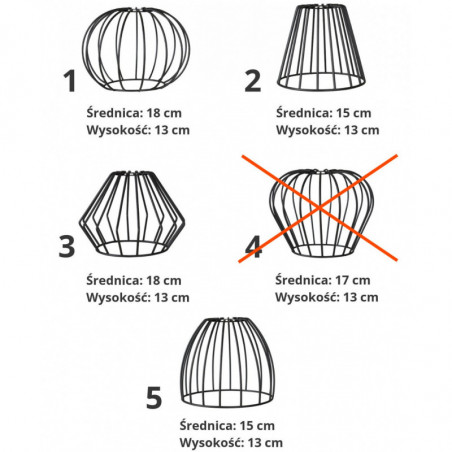 1
2
Średnica: 18 cm
Wysokość: 13 cm
Średnica: 15 cm
Wysokość: 13 cm
3
4
Średnica: 18 cm
Wysokość: 13 cm
Średnica: 17 cm
Wysokość: 13 cm
5
Średnica: 15 cm
Wysokość: 13 cm